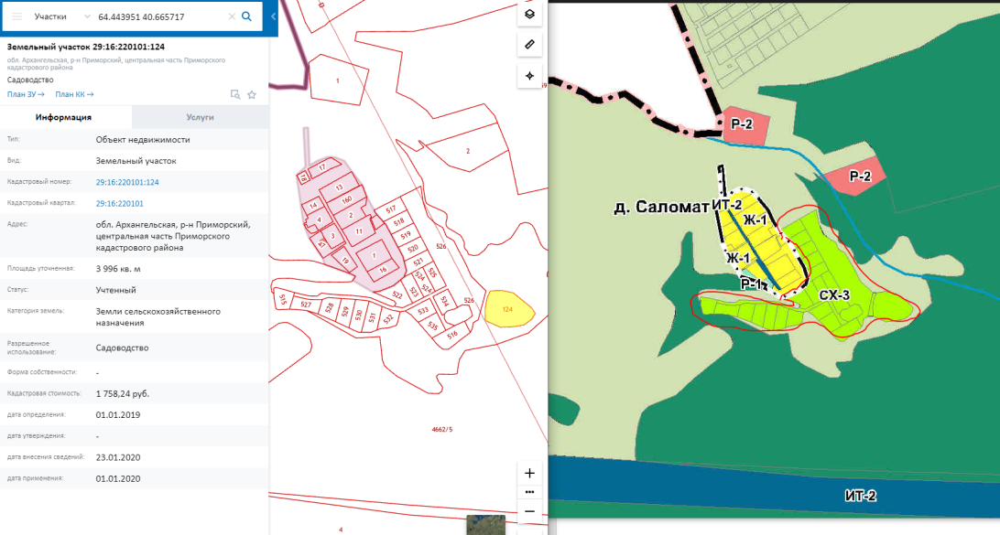 Участки 64.443951 40.665717
Земельный участок 29:16:220101:124
обл. Архангельская, р-н Приморский, центральная часть Приморского
кадастрового района
Садоводство
План ЗУ → План КК →
Информация Услуги
Тип: Объект недвижимости
Вид: Земельный участок
Кадастровый номер: 29:16:220101:124
Кадастровый квартал: 29:16:220101
Адрес: обл. Архангельская, р-н Приморский,
центральная часть Приморского
кадастрового района
Площадь уточненная: 3 996 кв. м
Статус: Учтенный
Категория земель: Земли сельскохозяйственного
назначения
Разрешенное
использование: Садоводство
Форма собственности: -
Кадастровая стоимость: 1 758,24 руб.
дата определения: 01.01.2019
дата утверждения: -
дата внесения сведений: 23.01.2020
дата применения: 01.01.2020
1
2
17
18
13
160
14
2
4
11
3
19
1
16
517
518
519
520
526
521
525
524
522
523
534
526
515
527
528
529
530
531
532
533
535
516
124
4662/5
4
Р-2
Р-2
д. Саломат
ИТ-2
Ж-1
Ж-1
Р-1
СХ-3
ИТ-2